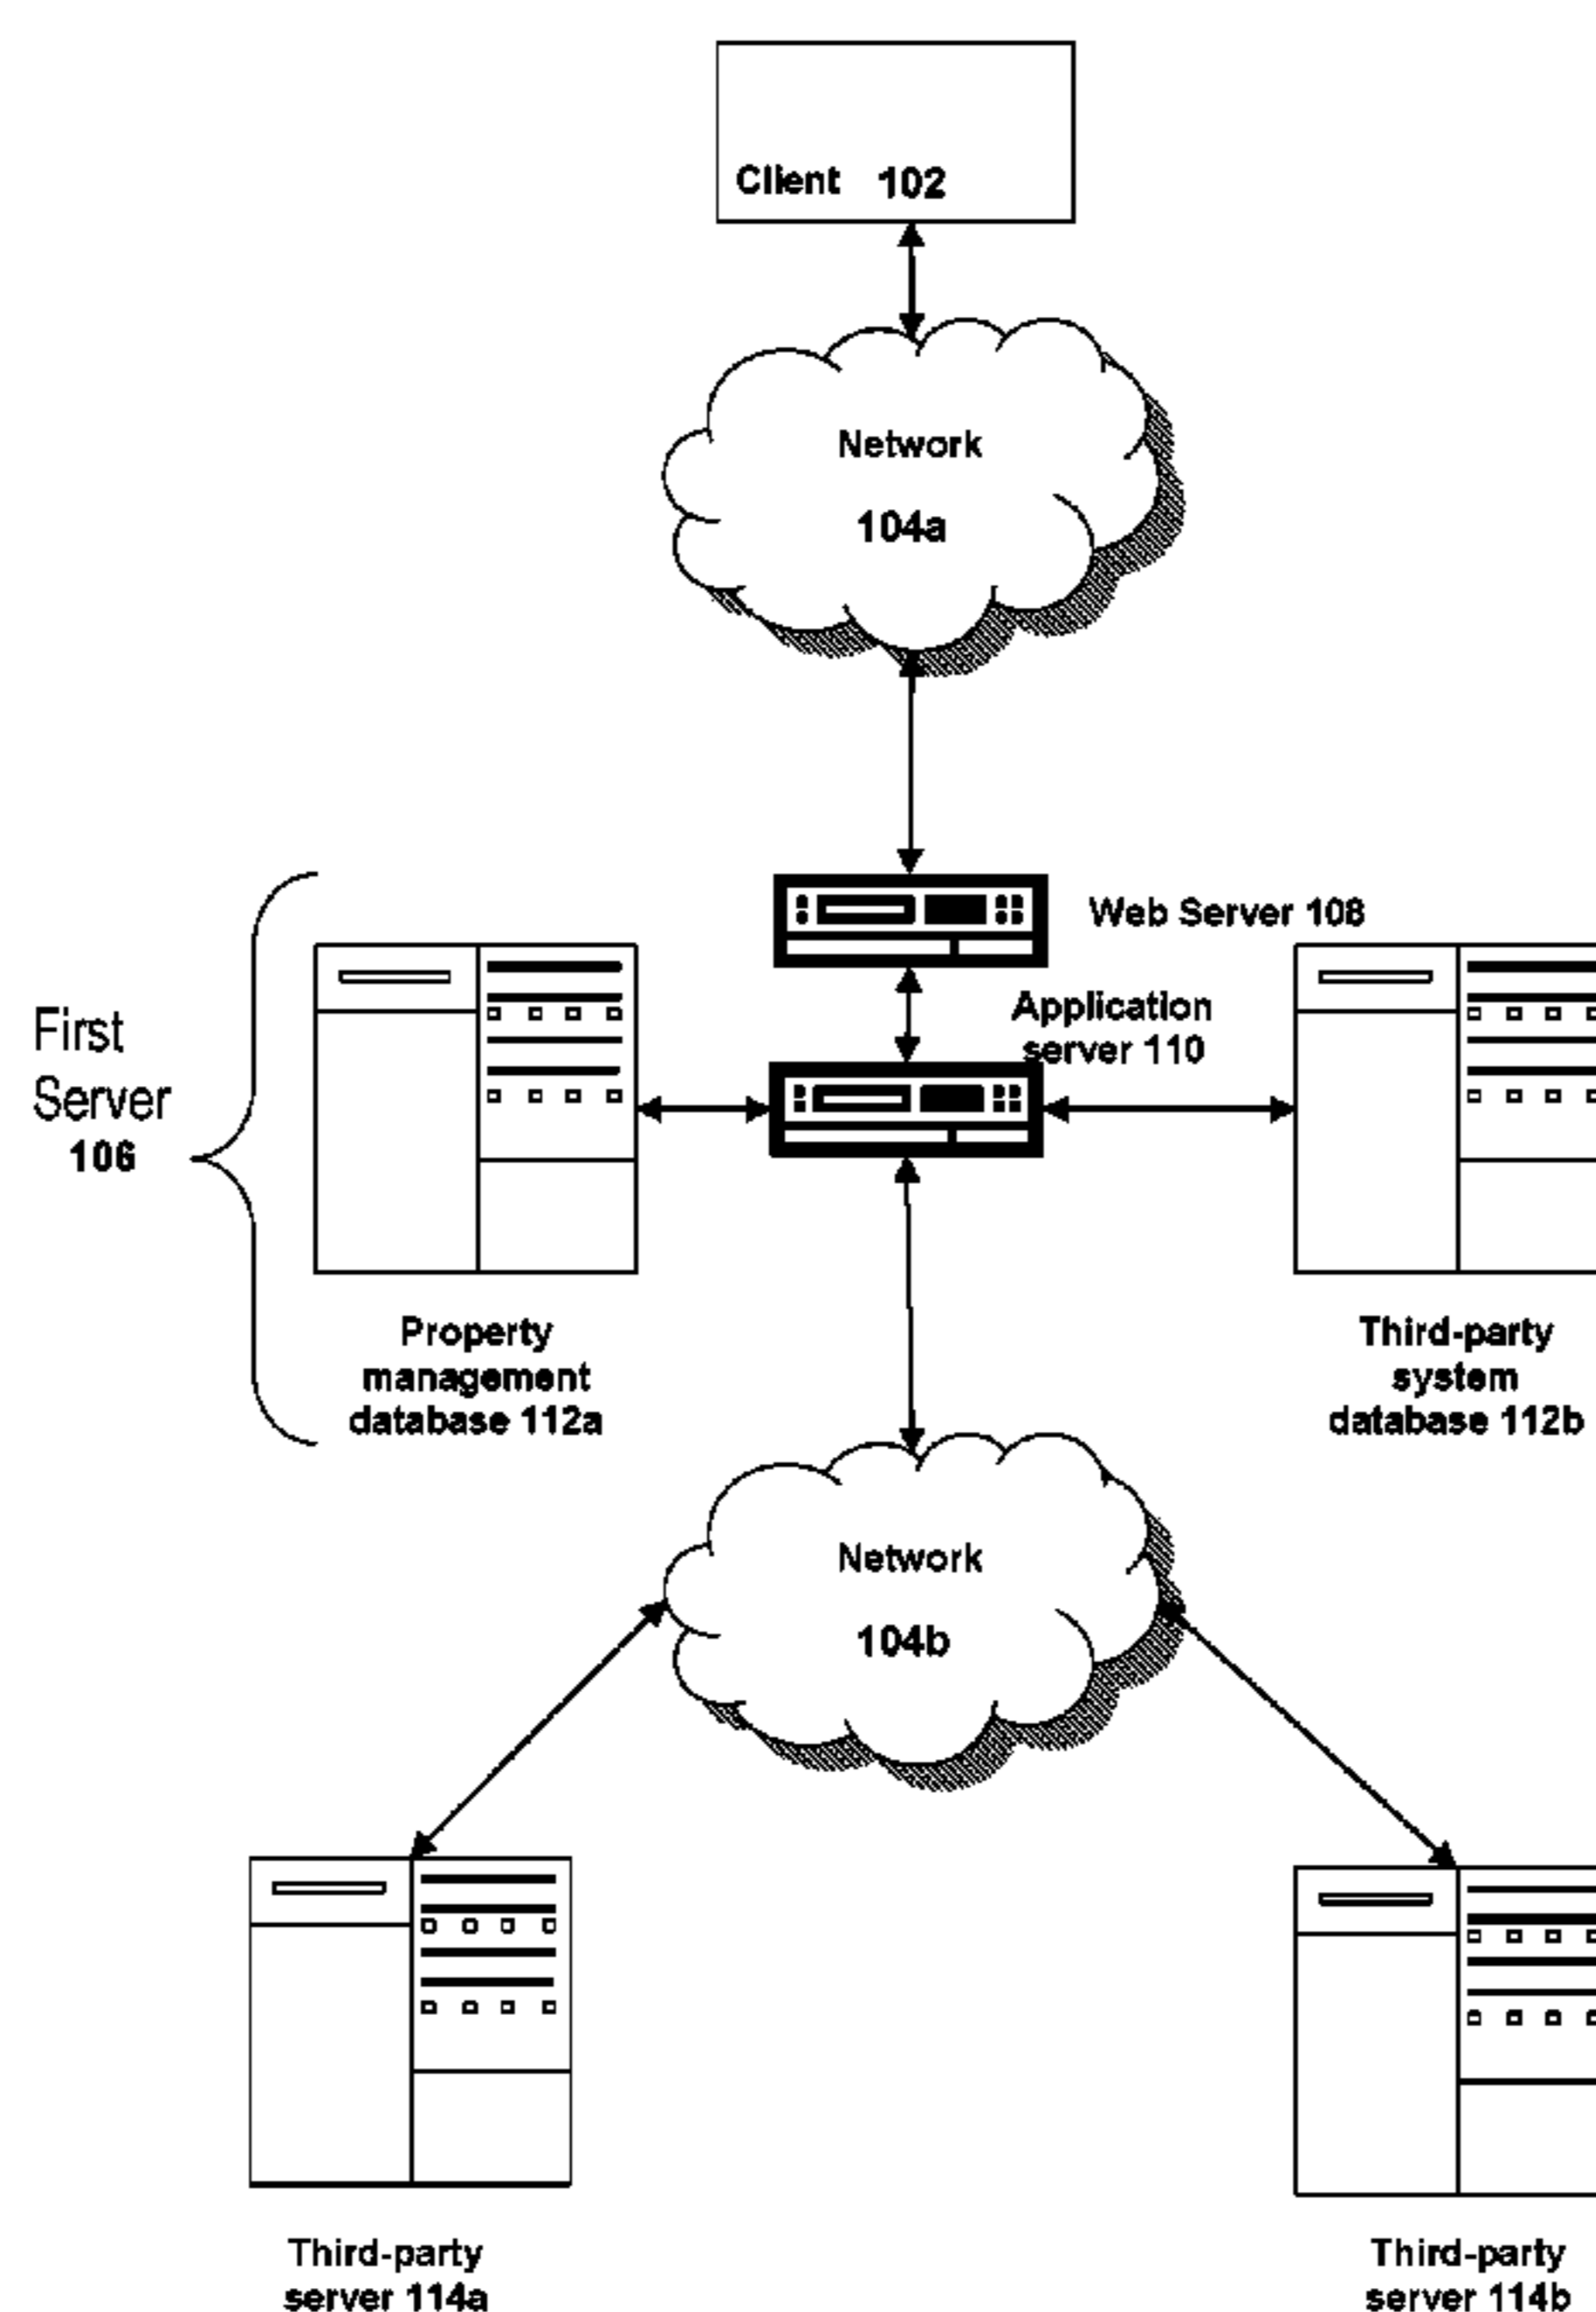 Client 102
Network
104a
Web Server 108
Application
server 110
First
Server
106
Property
management
database 112a
Third-party
system
database 112b
Network
104b
Third-party
server 114a
Third-party
server 114b